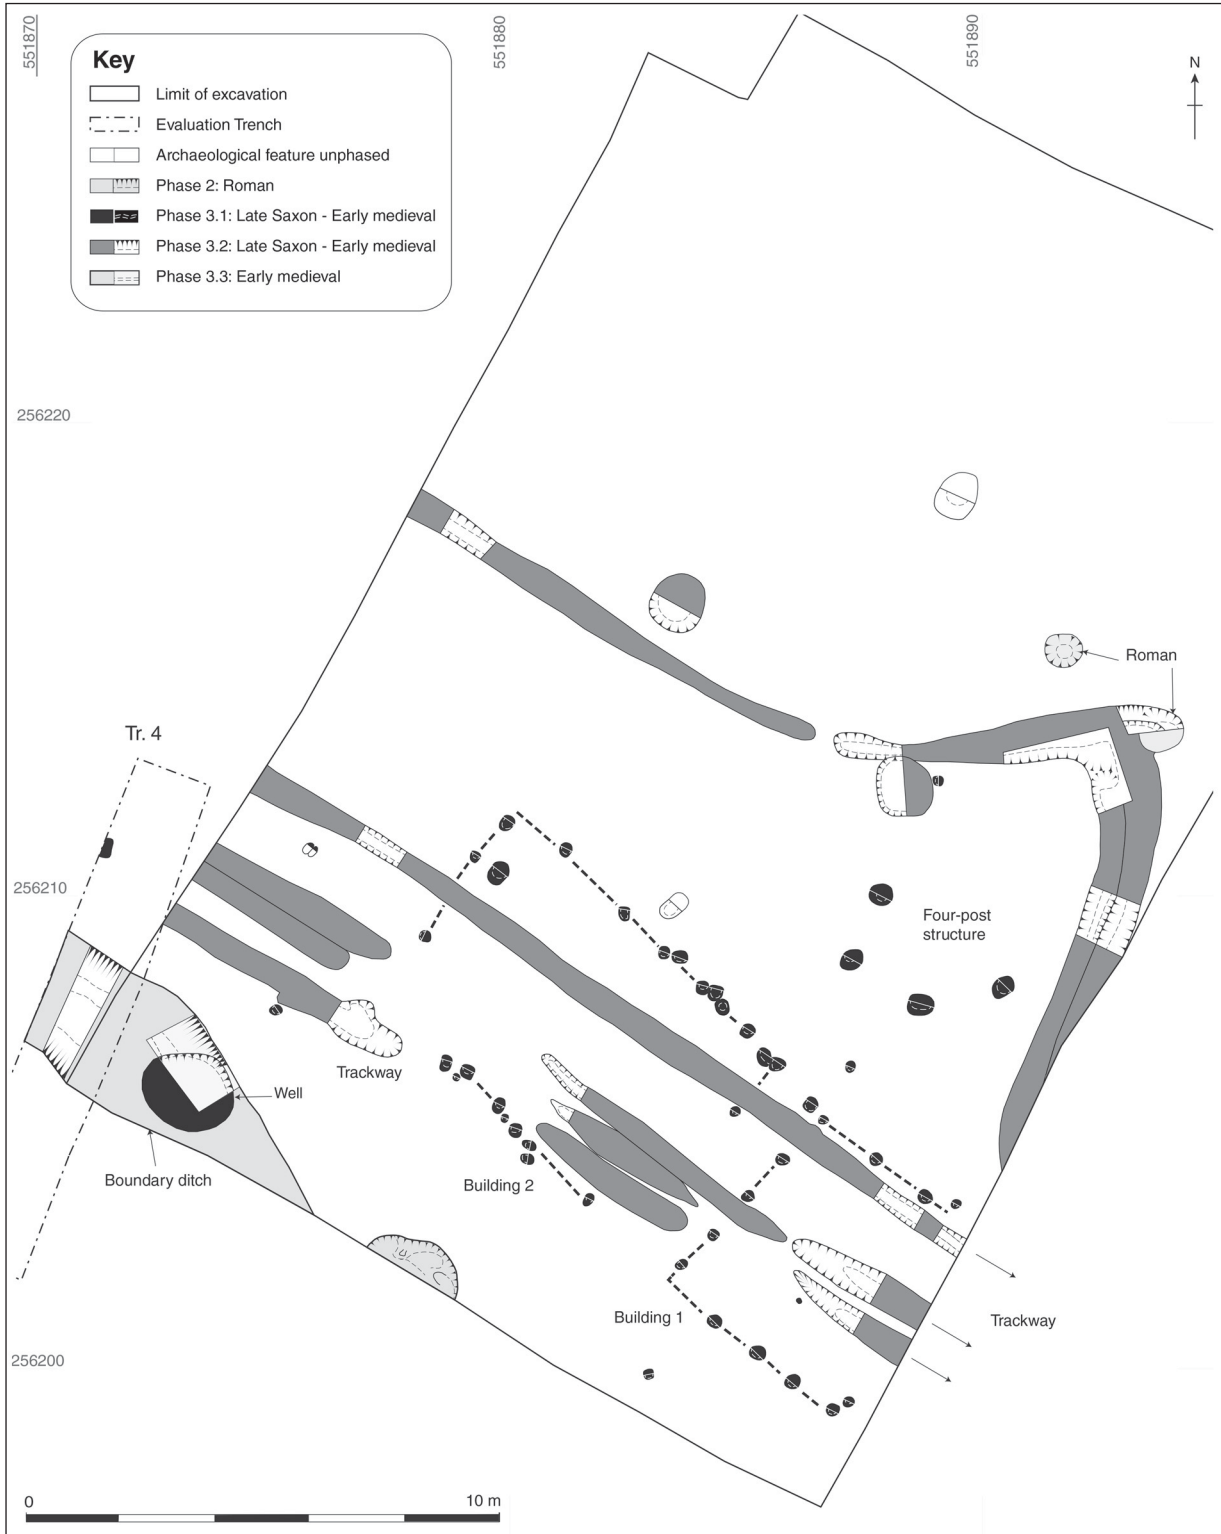 551870
551880
551890
Key
Limit of excavation
Evaluation Trench
Archaeological feature unphased
Phase 2: Roman
Phase 3.1: Late Saxon - Early medieval
Phase 3.2: Late Saxon - Early medieval
Phase 3.3: Early medieval
N
256220
Roman
Tr. 4
256210
Four-post
structure
Trackway
Well
Boundary ditch
Building 2
Building 1
Trackway
256200
0
10 m